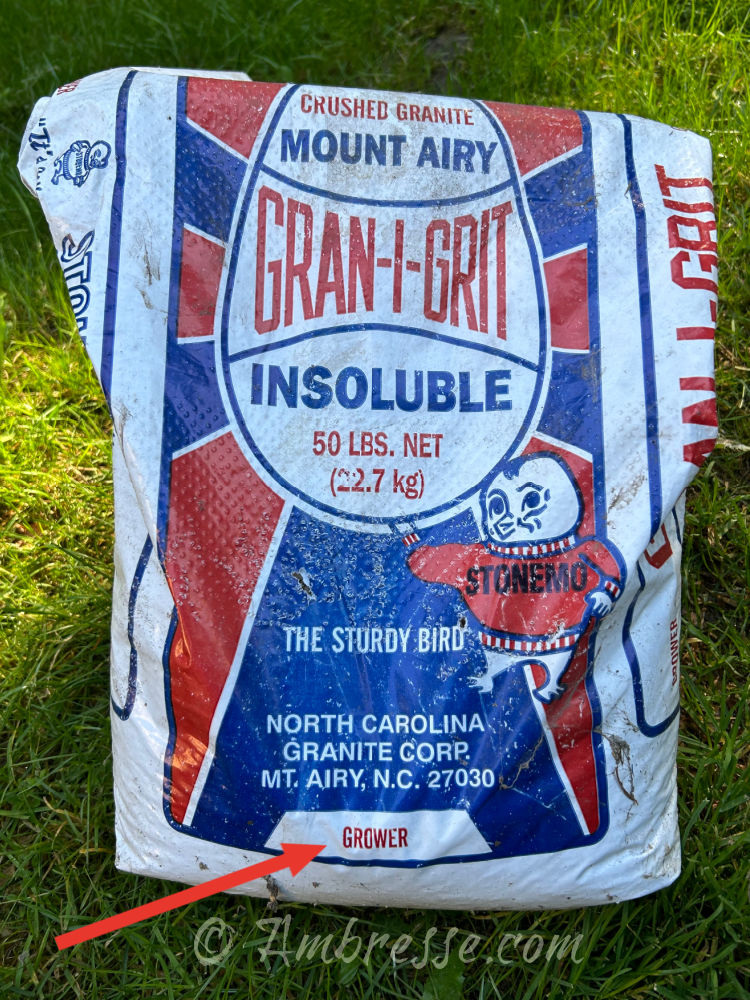 CRUSHED GRANITE
MOUNT AIRY
GRAN-I-GRIT
INSOLUBLE
50 LBS. NET
(22.7 kg)
STONEMO
THE STURDY BIRD
NORTH CAROLINA
GRANITE CORP.
MT. AIRY, N.C. 27030
GROWER
GROWER
© Ambresse.com